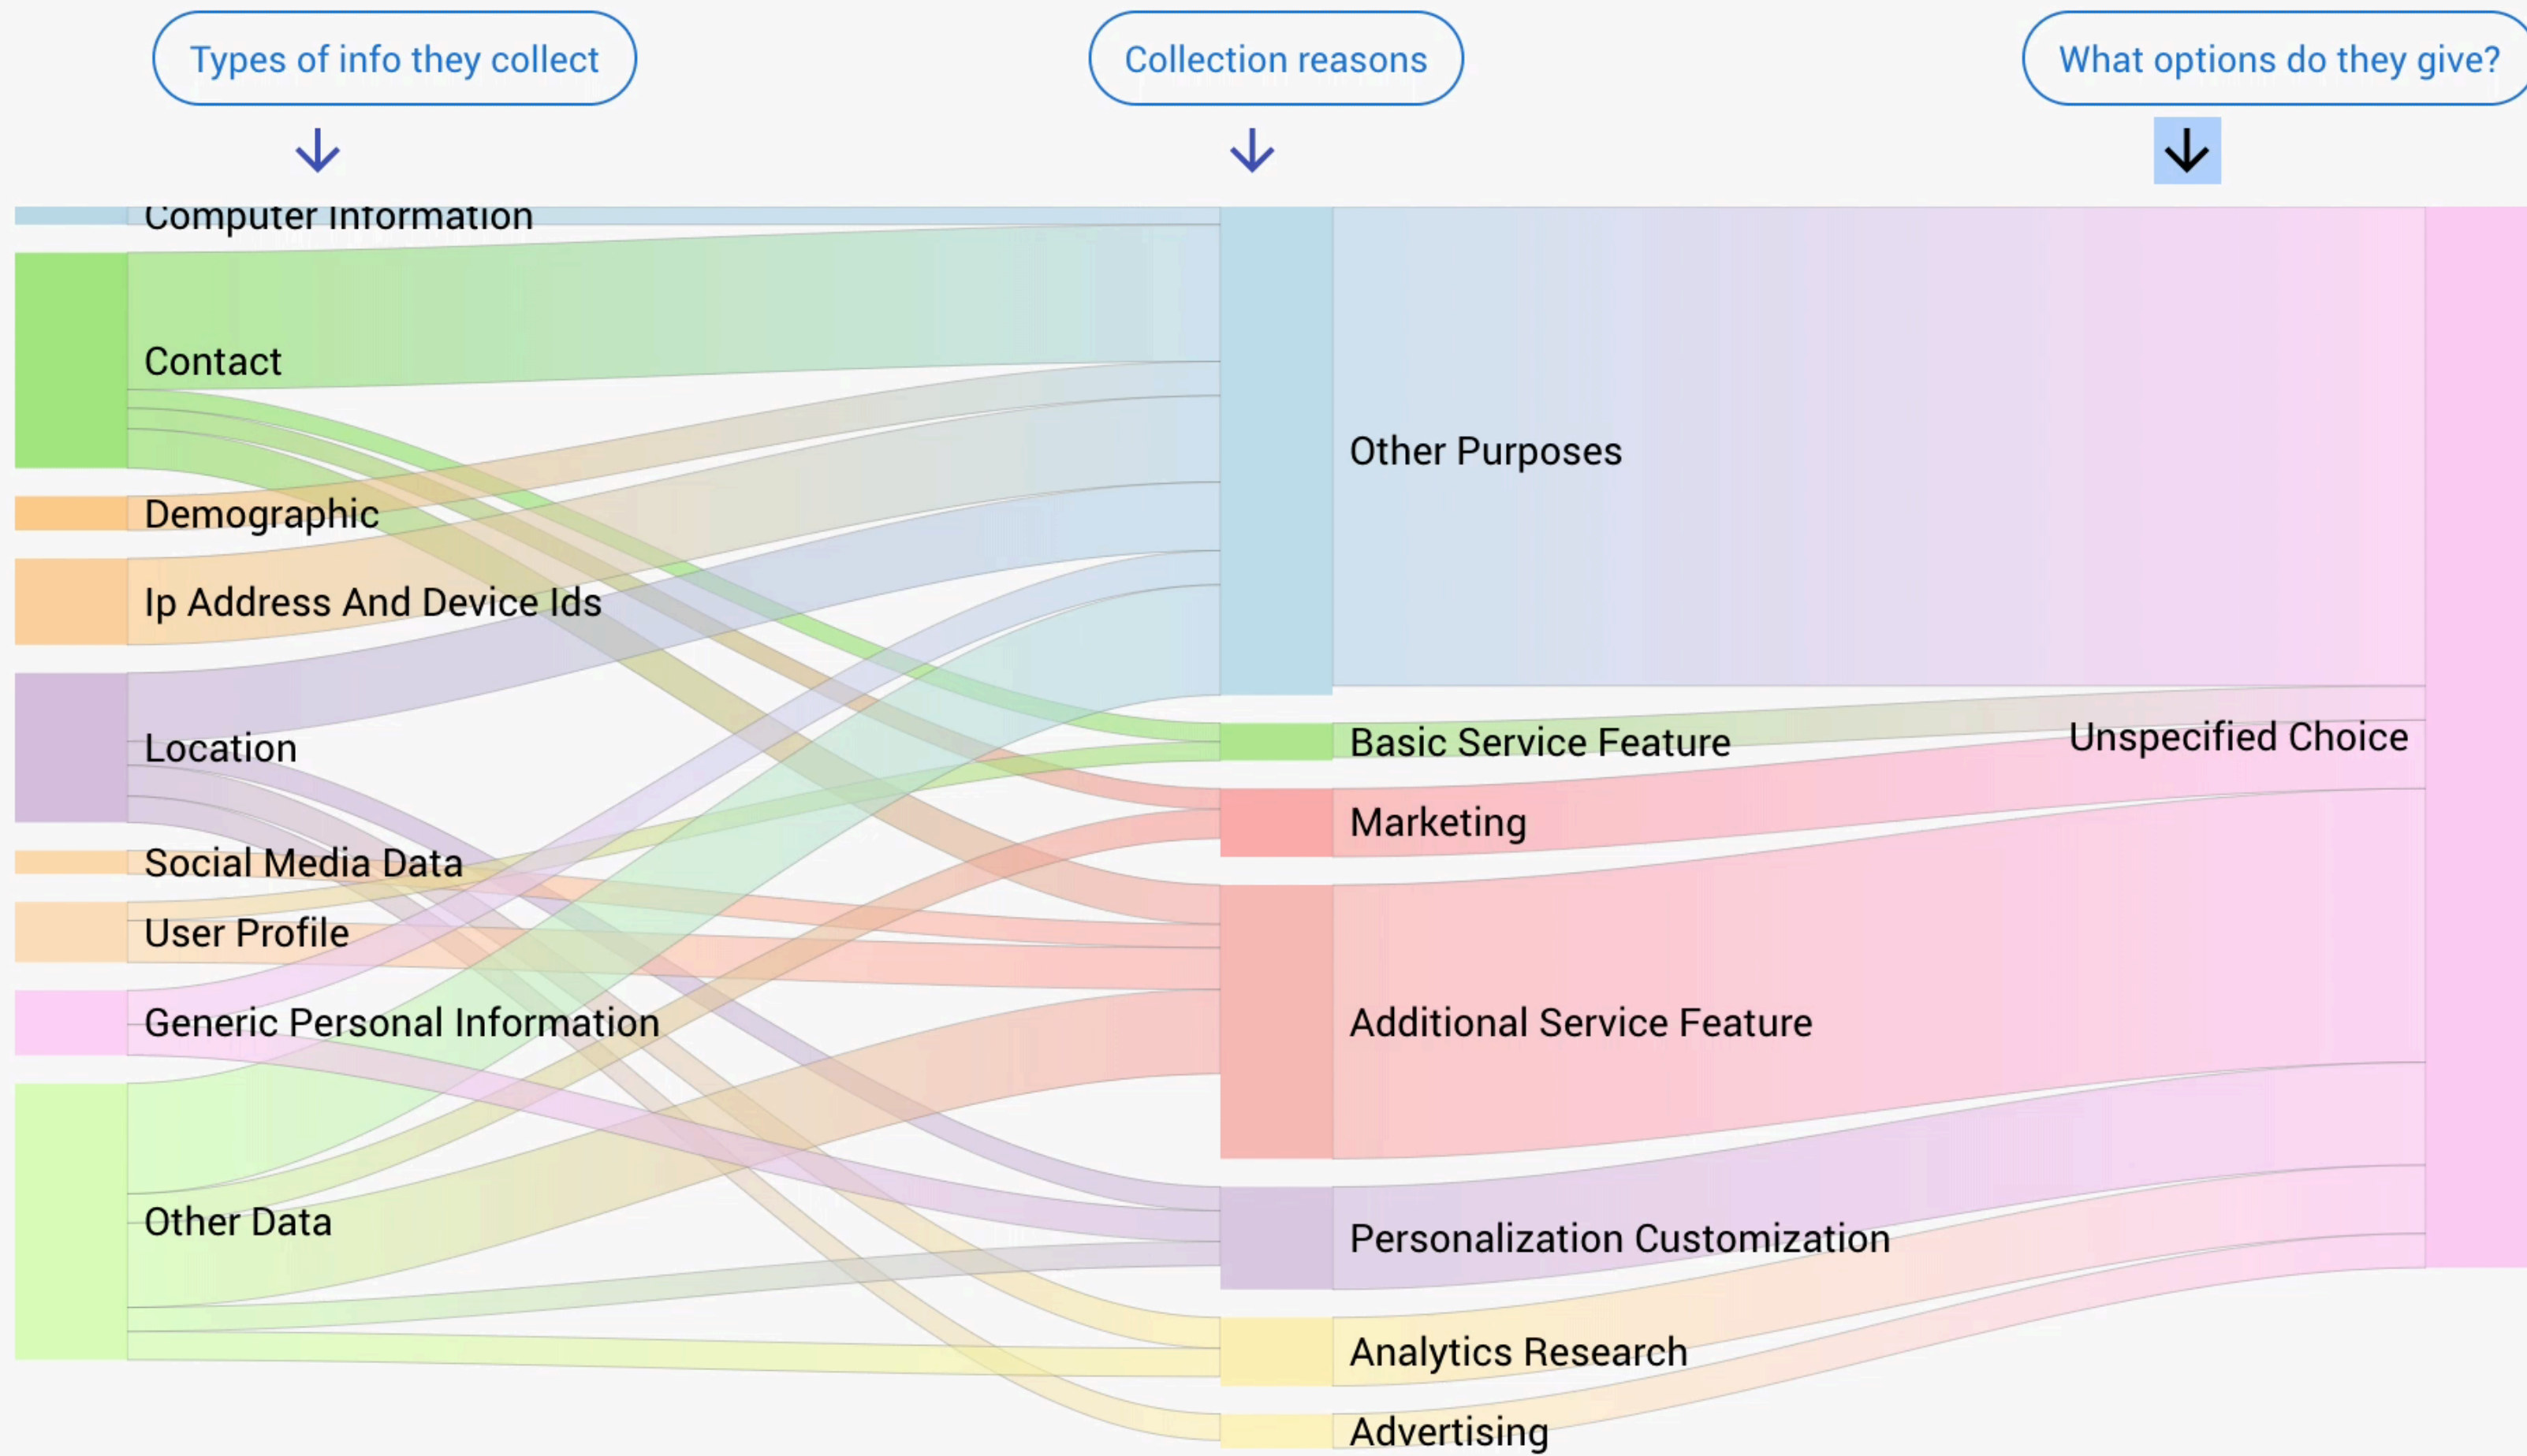 Types of info they collect
Collection reasons
What options do they give?
Computer Information
Contact
Demographic
Ip Address And Device Ids
Location
Social Media Data
User Profile
Generic Personal Information
Other Data
Other Purposes
Basic Service Feature
Marketing
Additional Service Feature
Personalization Customization
Analytics Research
Advertising
Unspecified Choice